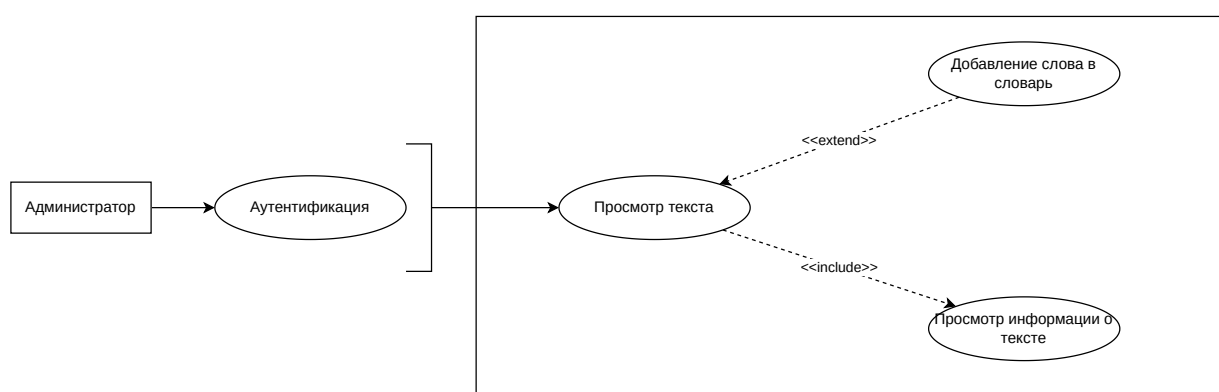 Добавление слова в
словарь
<<extend>>
Администратор
Аутентификация
Просмотр текста
<<include>>
Просмотр информации о
тексте